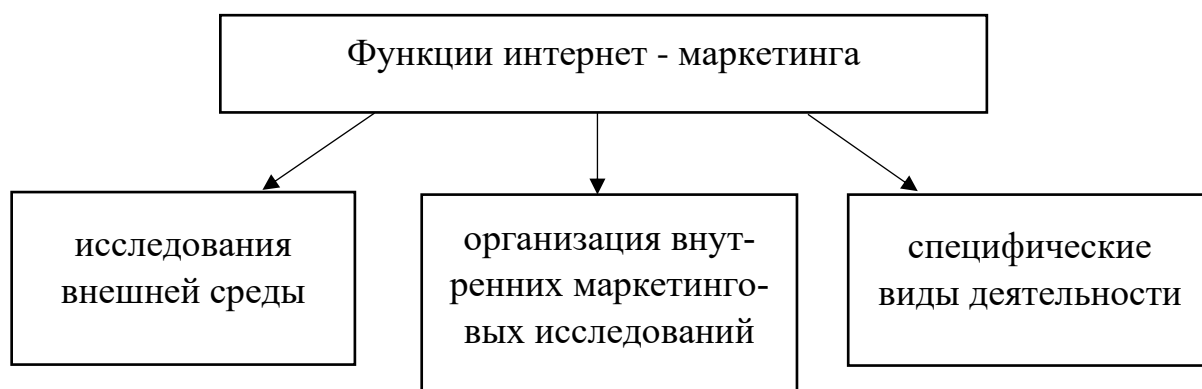 Функции интернет - маркетинга
исследования
внешней среды
организация внут-
ренних маркетинго-
вых исследований
специфические
виды деятельности